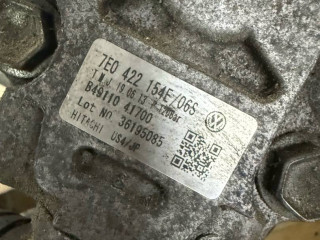 7E0 422 154E/06S
B49110 41700
Lot NO. 36195085
HITACHI